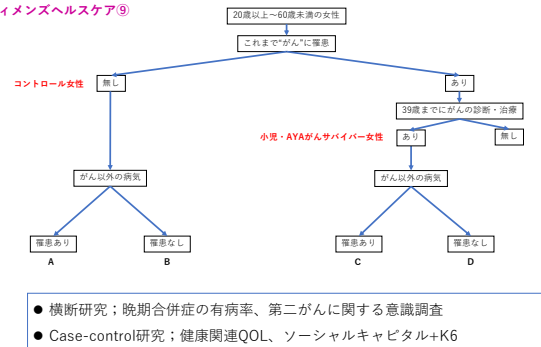 ィメンズヘルスケア⑨
20歳以上～60歳未満の女性
これまで“がん”に罹患
コントロール女性
無し
あり
39歳までにがんの診断・治療
小児・AYAがんサバイバー女性
あり
無し
がん以外の病気
がん以外の病気
罹患あり
罹患なし
罹患あり
罹患なし
A
B
C
D
● 横断研究；晩期合併症の有病率、第二がんに関する意識調査
● Case-control研究；健康関連QOL、ソーシャルキャピタル+K6